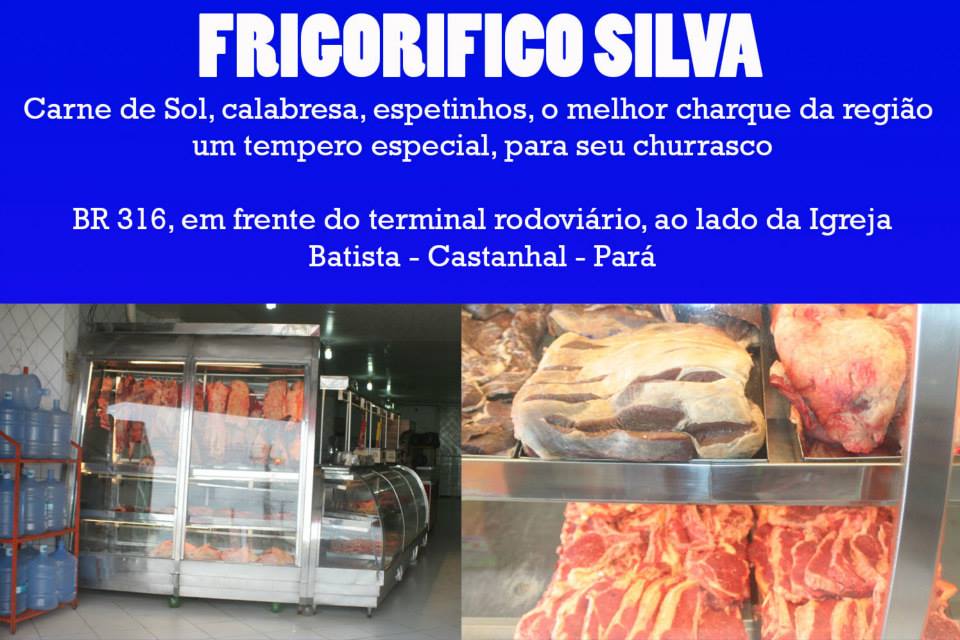 FRIGORIFICO SILVA
Carne de Sol, calabresa, espetinhos, o melhor charque da região
um tempero especial, para seu churrasco
BR 316, em frente do terminal rodoviário, ao lado da Igreja
Batista - Castanhal - Pará